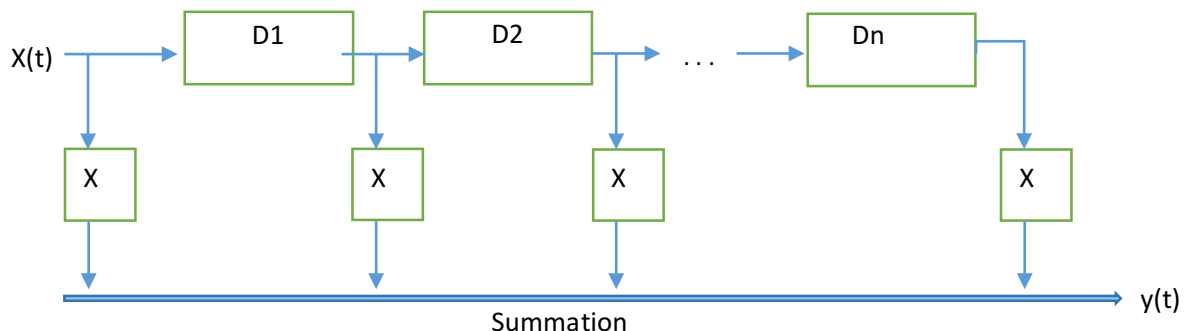 D1
D2
Dn
X(t)
. . .
X
X
X
X
y(t)
Summation